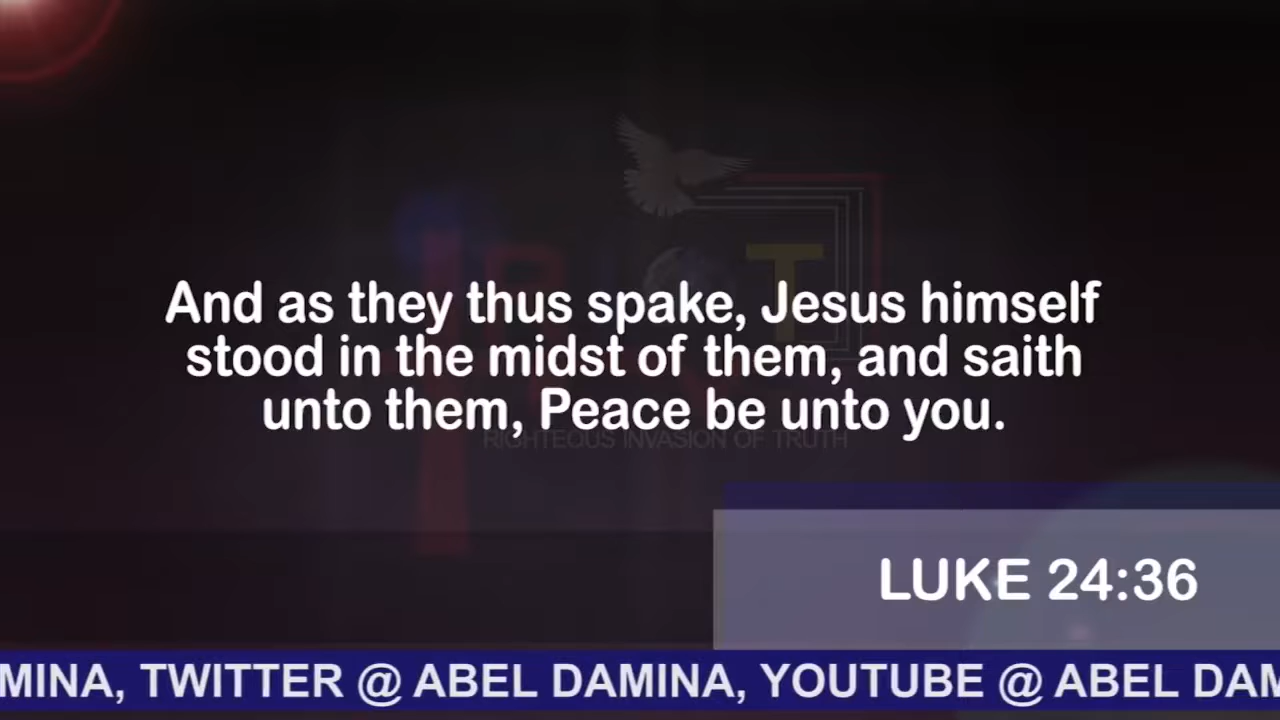 T
And as they thus spake, Jesus himself
stood in the midst of them, and saith
unto them, Peace be unto you.
RIGHTEOUS INVASION OF TRUTH
LUKE 24:36
MINA, TWITTER @ ABEL DAMINA, YOUTUBE @ ABEL DAM